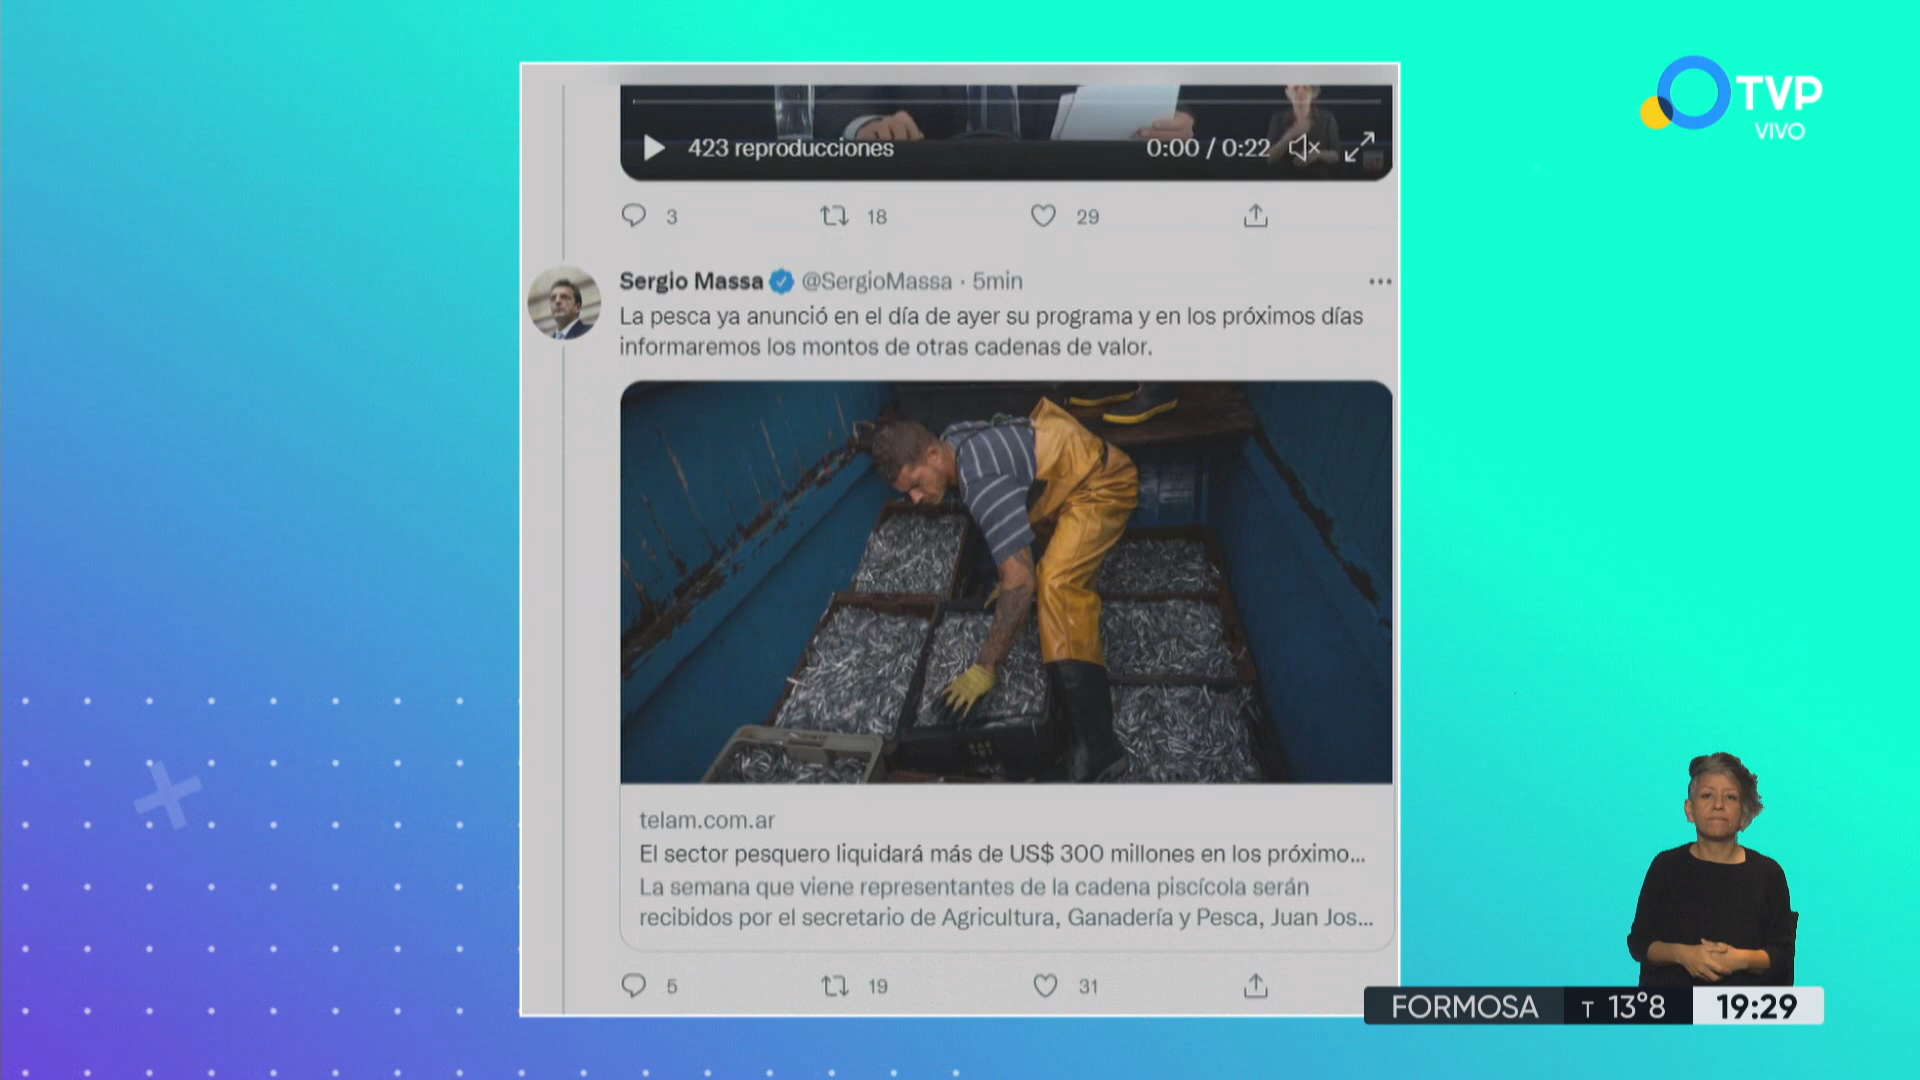 TVP
VIVO
423 reproducciones
0:00 / 0:22
3
18
29
Sergio Massa @SergioMassa · 5min
La pesca ya anunció en el día de ayer su programa y en los próximos días
informaremos los montos de otras cadenas de valor.
telam.com.ar
El sector pesquero liquidará más de US$ 300 millones en los próximo...
La semana que viene representantes de la cadena piscícola serán
recibidos por el secretario de Agricultura, Ganadería y Pesca, Juan Jos...
5
19
31
FORMOSA T 13°8 19:29